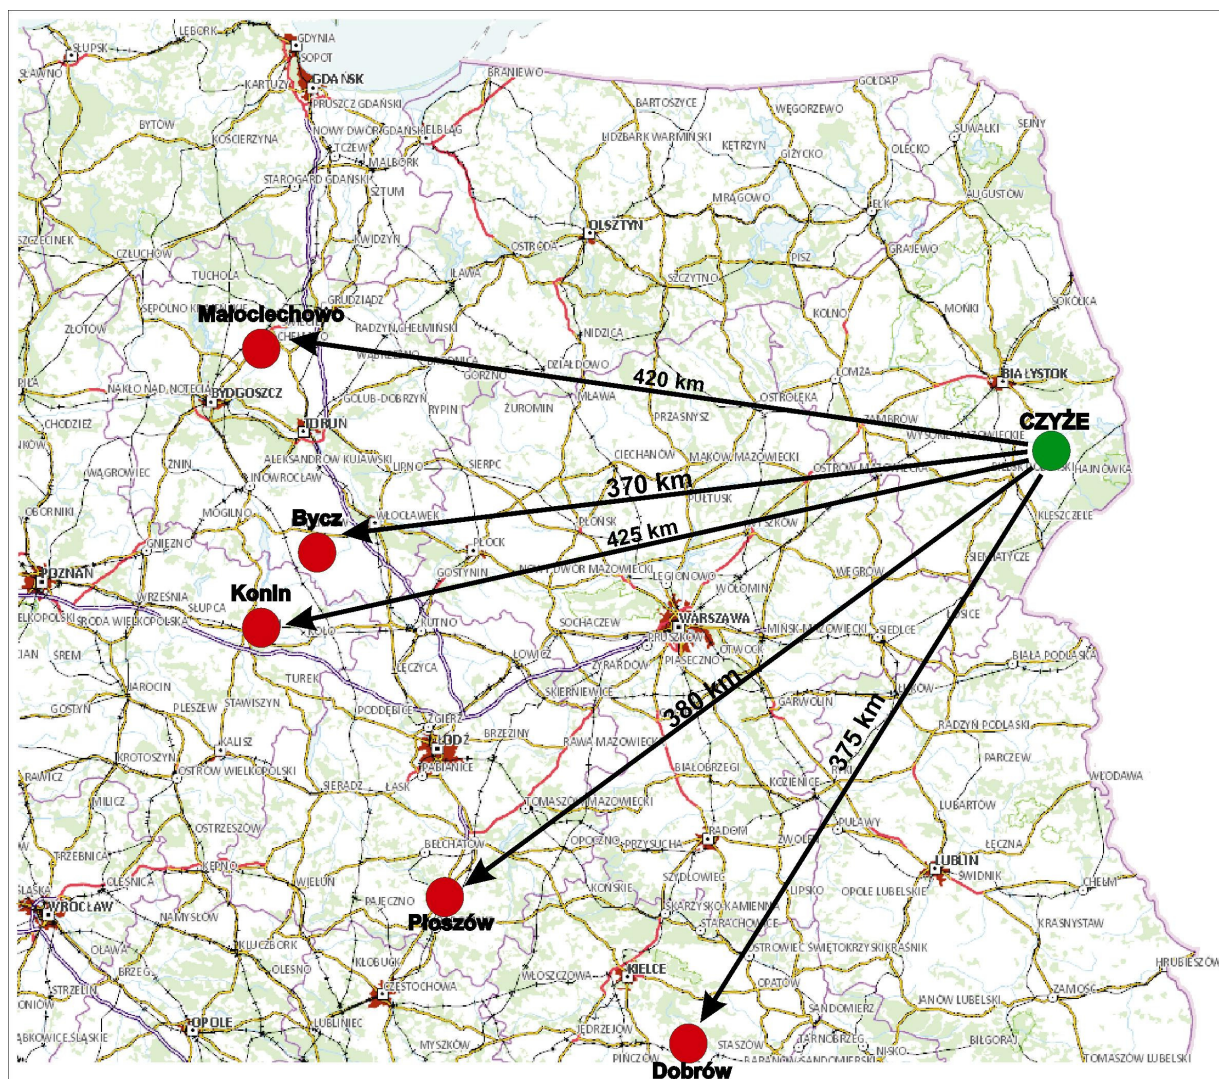 LĘBORK
GDYNIA
SŁUPSK
SOPOT
SŁAWNO
KARTUZY
GDAŃSK
BRANIEWO
GOŁDAP
PRUSZCZ GDAŃSKI
BARTOSZYCE
WĘGORZEWO
BYTÓW
NOWY DWÓR GDAŃSKI
ELBLĄG
SUWAŁKI
SEJNY
KOŚCIERZYNA
TCZEW
LIDZBARK WARMIŃSKI
KĘTRZYN
GIŻYCKO
OLECKO
MALBORK
STAROGARD GDAŃSKI
SZTUM
MRĄGOWO
EŁK
AUGUSTÓW
OLSZTYN
SZCZECINEK
CZŁUCHÓW
KWIDZYN
OSTRÓDA
GRAJEWO
PISZ
TUCHOLA
IŁAWA
SZCZYTNO
SOKÓŁKA
GRUDZIĄDZ
MOŃKI
Małociechowo
KOLNO
ZŁOTÓW
RADZYŃ CHEŁMIŃSKI
NIDZICA
DZIAŁDOWO
420 km
ŁOMŻA
BIAŁYSTOK
PIŁA
NAKŁO NAD NOTECIĄ
BYDGOSZCZ
GOLUB-DOBRZYŃ
RYPIN
ŻUROMIN
MŁAWA
OSTROŁĘKA
PRZASNYSZ
ZAMBRÓW
CZYŻE
CHODZIEŻ
TORUŃ
WYSOKIE MAZOWIECKIE
WĄGROWIEC
ŻNIN
ALEKSANDRÓW KUJAWSKI
LIPNO
SIERPC
CIECHANÓW
MAKÓW MAZOWIECKI
OSTRÓW MAZOWIECKA
HAJNÓWKA
INOWROCŁAW
370 km
PUŁTUSK
OBORNIKI
MOGILNO
Bycz
WŁOCŁAWEK
PŁOŃSK
WYSZKÓW
KLESZCZELE
425 km
GNIEZNO
PŁOCK
SIEMIATYCZE
POZNAŃ
GOSTYNIN
NOWY DWÓR MAZOWIECKI
LEGIONOWO
WĘGRÓW
WOŁOMIN
WRZEŚNIA
Konin
SŁUPCA
ŚRODA WIELKOPOLSKA
KOŁO
KUTNO
SOCHACZEW
WARSZAWA
MIŃSK MAZOWIECKI
SIEDLCE
PRUSZKÓW
OTWOCK
ŚREM
ŁOWICZ
ŻYRARDÓW
PIASECZNO
BIAŁA PODLASKA
ŁĘCZYCA
JAROCIN
TUREK
SKIERNIEWICE
ŁUKÓW
GOSTYŃ
PLESZEW
STAWISZYN
PODDĘBICE
ZGIERZ
380 km
GARWOLIN
375 km
RADZYŃ PODLASKI
KALISZ
ŁÓDŹ
BRZEZINY
RAWA MAZOWIECKA
KROTOSZYN
PARCZEW
RAWICZ
OSTRÓW WIELKOPOLSKI
PABIANICE
BIAŁOBRZEGI
KOZIENICE
RYKI
WŁODAWA
SIERADZ
ŁASK
MILICZ
TOMASZÓW MAZOWIECKI
LUBARTÓW
OSTRZESZÓW
PUŁAWY
TRZEBNICA
BEŁCHATÓW
OPOCZNO
PRZYSUCHA
RADOM
ZWOLEŃ
ŁĘCZNA
KĘPNO
LUBLIN
OLEŚNICA
WIELUŃ
SZYDŁOWIEC
ŚWIDNIK
CHEŁM
KOŃSKIE
LIPSKO
OPOLE LUBELSKIE
WROCŁAW
NAMYSŁÓW
PAJĘCZNO
Płoszów
SKARŻYSKO-KAMIENNA
STARACHOWICE
KRASNYSTAW
OŁAWA
KLUCZBORK
OSTROWIEC ŚWIĘTOKRZYSKI
KRAŚNIK
BRZEG
OLESNO
KŁOBUCK
WŁOSZCZOWA
KIELCE
HRUBIESZÓW
STRZELIN
CZĘSTOCHOWA
OPATÓW
JANÓW LUBELSKI
ZAMOŚĆ
SANDOMIERZ
OPOLE
LUBLINIEC
JĘDRZEJÓW
MYSZKÓW
PIŃCZÓW
STASZÓW
TARNOBRZEG
NISKO
BIŁGORAJ
Dobrów
TOMASZÓW LUBELSKI